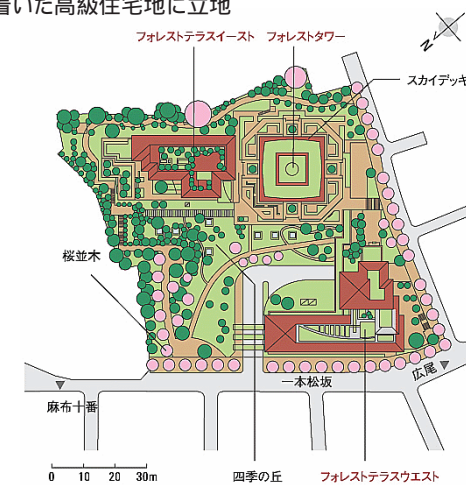 着いた高級住宅地に立地
フォレストテラスイースト
フォレストタワー
N
スカイデッキ
桜並木
一本松坂
広尾
麻布十番
0 10 20 30m
四季の丘
フォレストテラスウエスト